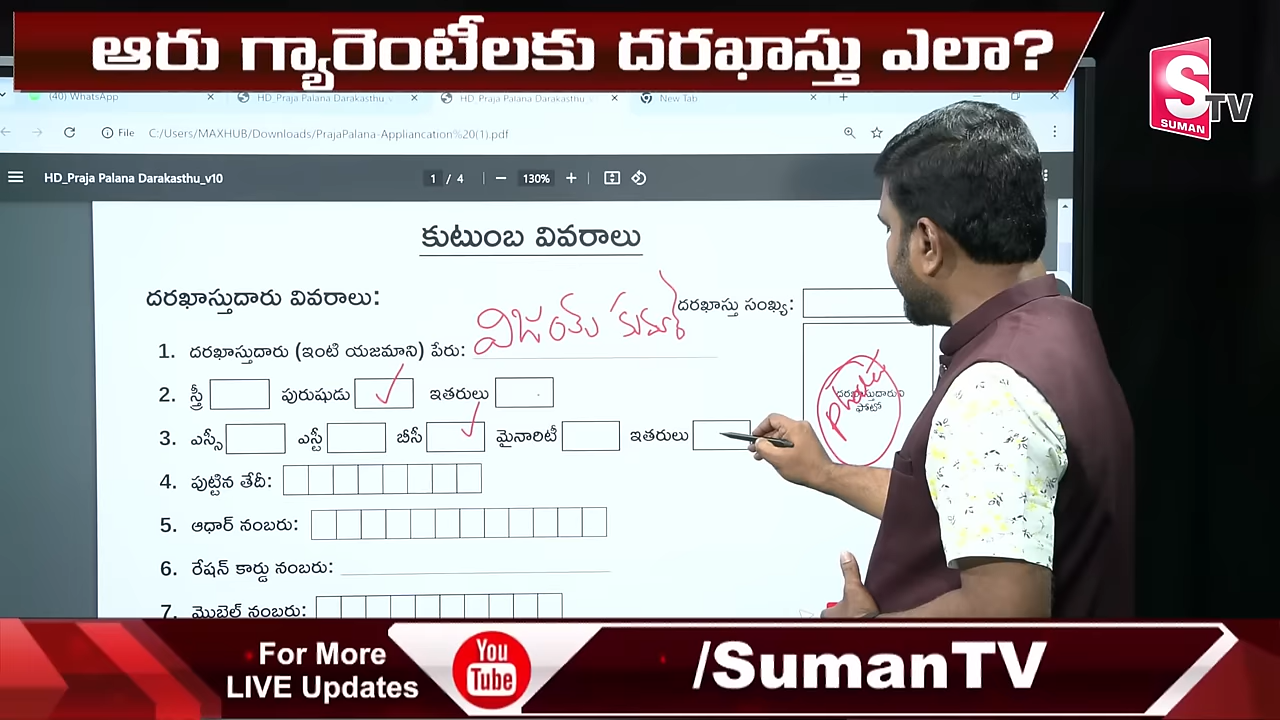 ఆరు గ్యారెంటీలకు దరఖాస్తు ఎలా?
S TV
SUMAN
(40) WhatsApp
HD_Praja Palana Darakasthu
HD_Praja Palana Darakasthu
New Tab
File C:/Users/MAXHUB/Downloads/PrajaPalana-Appliancation%20(1).pdf
HD_Praja Palana Darakasthu_v10 1 / 4 130%
కుటుంబ వివరాలు
దరఖాస్తుదారు వివరాలు:
దరఖాస్తు సంఖ్య:
1. దరఖాస్తుదారు (ఇంటి యజమాని) పేరు: విజయ్ కుమార్
2. స్త్రీ పురుషుడు ఇతరులు
దరఖాస్తుదారుని
ఫోటో
Photo
3. ఎస్సీ ఎస్టీ బీసీ మైనారిటీ ఇతరులు
4. పుట్టిన తేదీ:
5. ఆధార్ నంబరు:
6. రేషన్ కార్డు నంబరు:
7. మొబైల్ నంబరు:
For More
LIVE Updates
You
Tube
/SumanTV